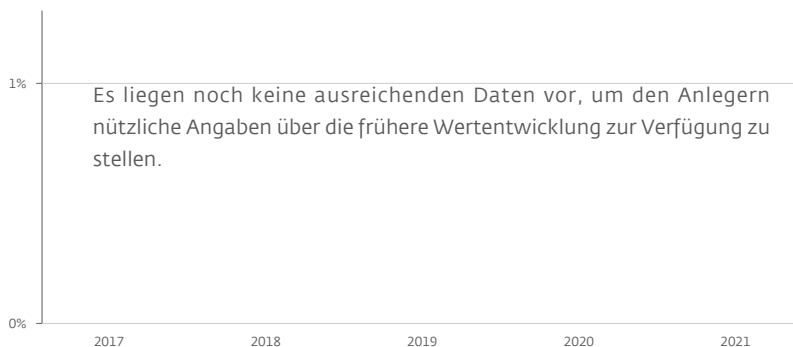 1%
Es liegen noch keine ausreichenden Daten vor, um den Anlegern
nützliche Angaben über die frühere Wertentwicklung zur Verfügung zu
stellen.
0%
2017 2018 2019 2020 2021